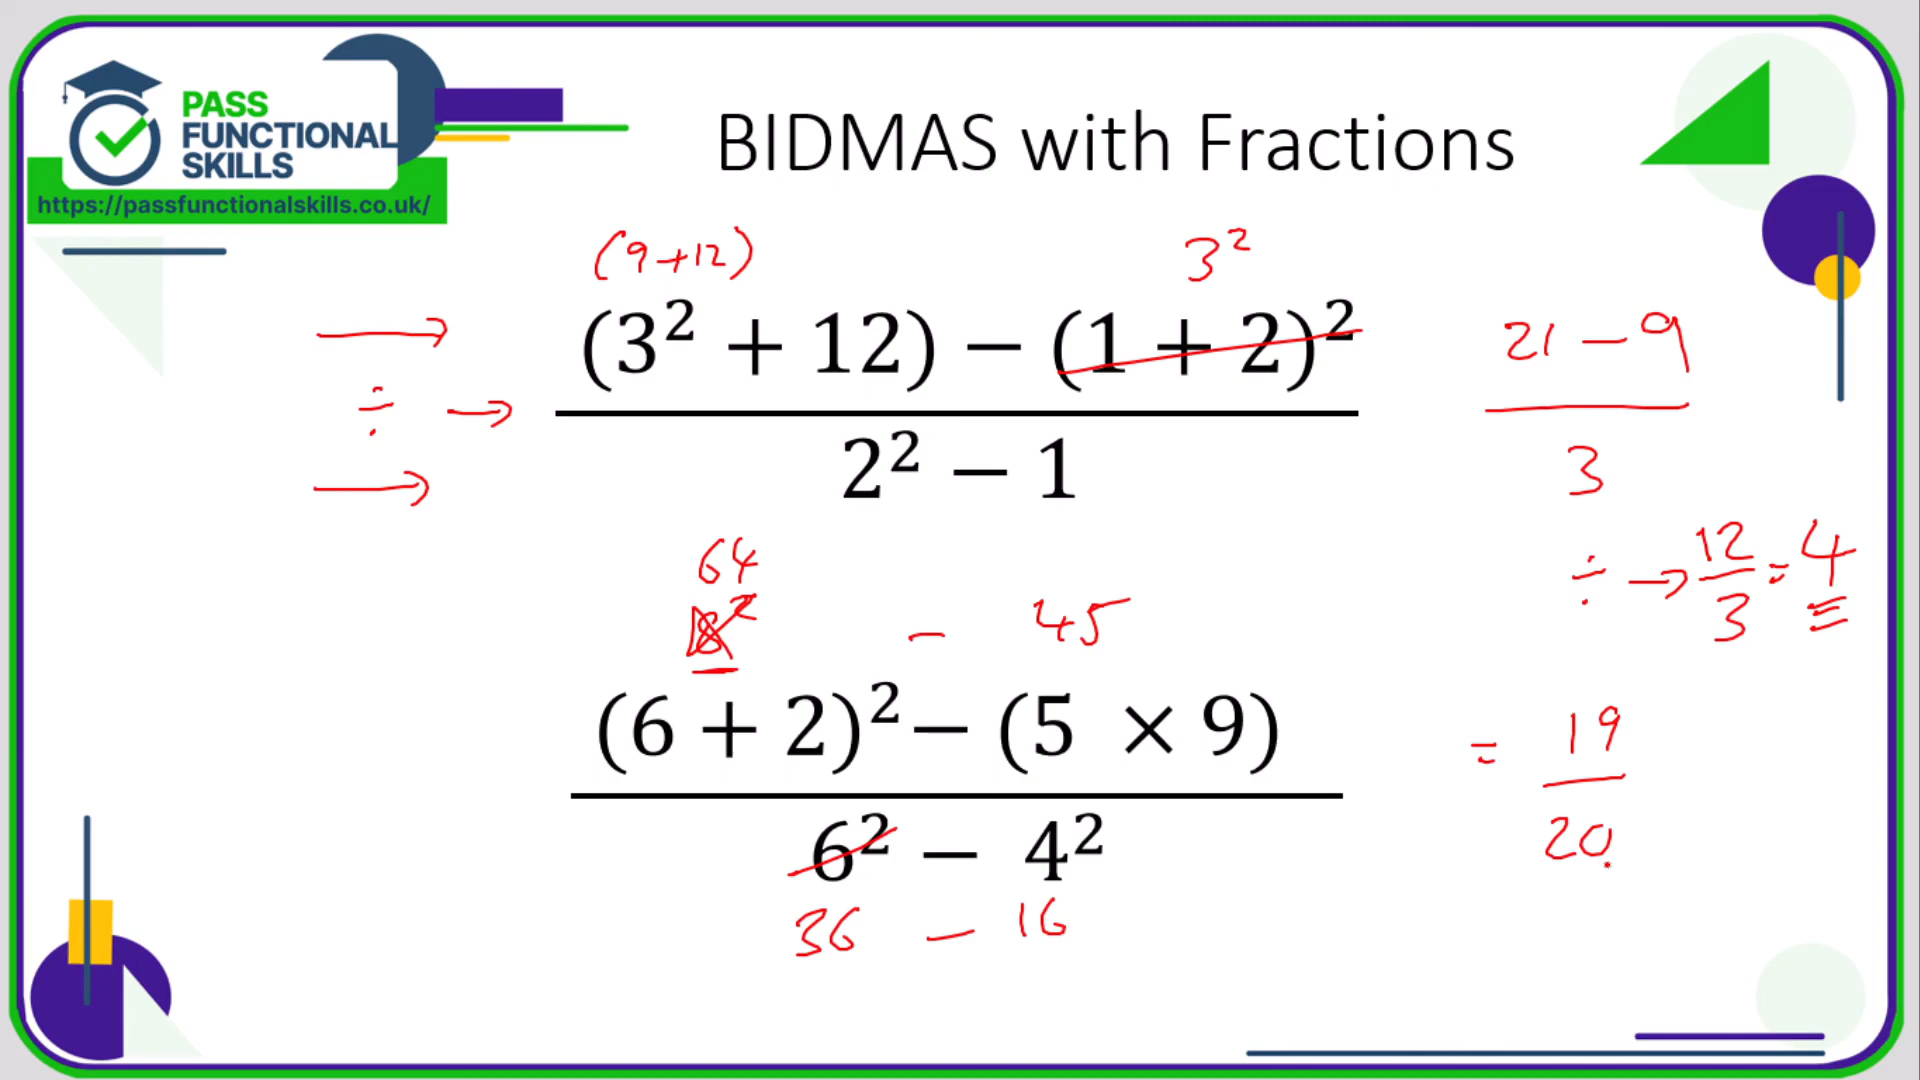 PASS
FUNCTIONAL
SKILLS
https://passfunctionalskills.co.uk/
BIDMAS with Fractions
(9+12) 3²
(3² + 12) − (1 + 2)²
2² − 1
÷ →
21 − 9
3
÷ → 12/3 = 4
64
8² − 45
(6 + 2)² − (5 × 9)
6² − 4²
36 − 16
= 19
20